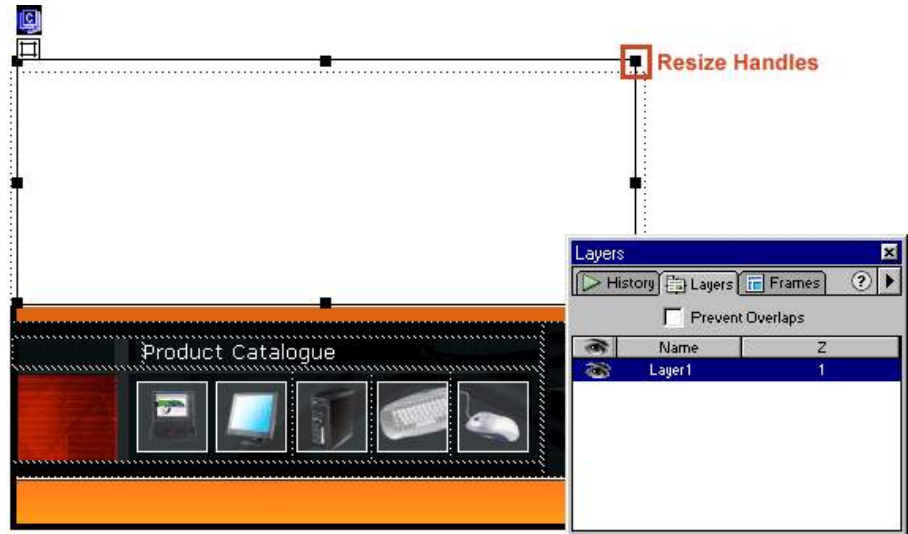 C
Resize Handles
Layers
History Layers Frames ?
Prevent Overlaps
Name Z
Layer1 1
Product Catalogue